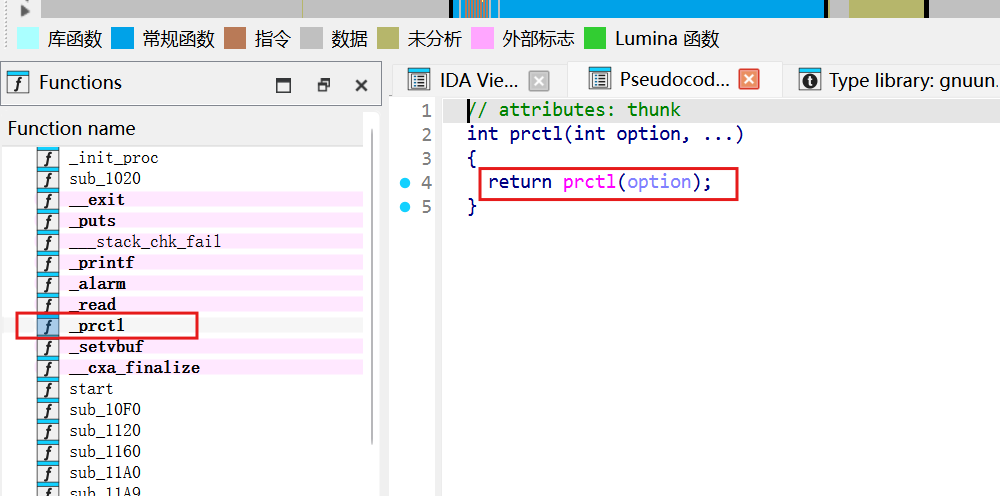 库函数 常规函数 指令 数据 未分析 外部标志 Lumina 函数
Functions
IDA Vie...
Pseudocod...
Type library: gnuun.
Function name
_init_proc
sub_1020
__exit
_puts
___stack_chk_fail
_printf
_alarm
_read
_prctl
_setvbuf
__cxa_finalize
start
sub_10F0
sub_1120
sub_1160
sub_11A0
sub_11A9
1 // attributes: thunk
2 int prctl(int option, ...)
3 {
4 return prctl(option);
5 }